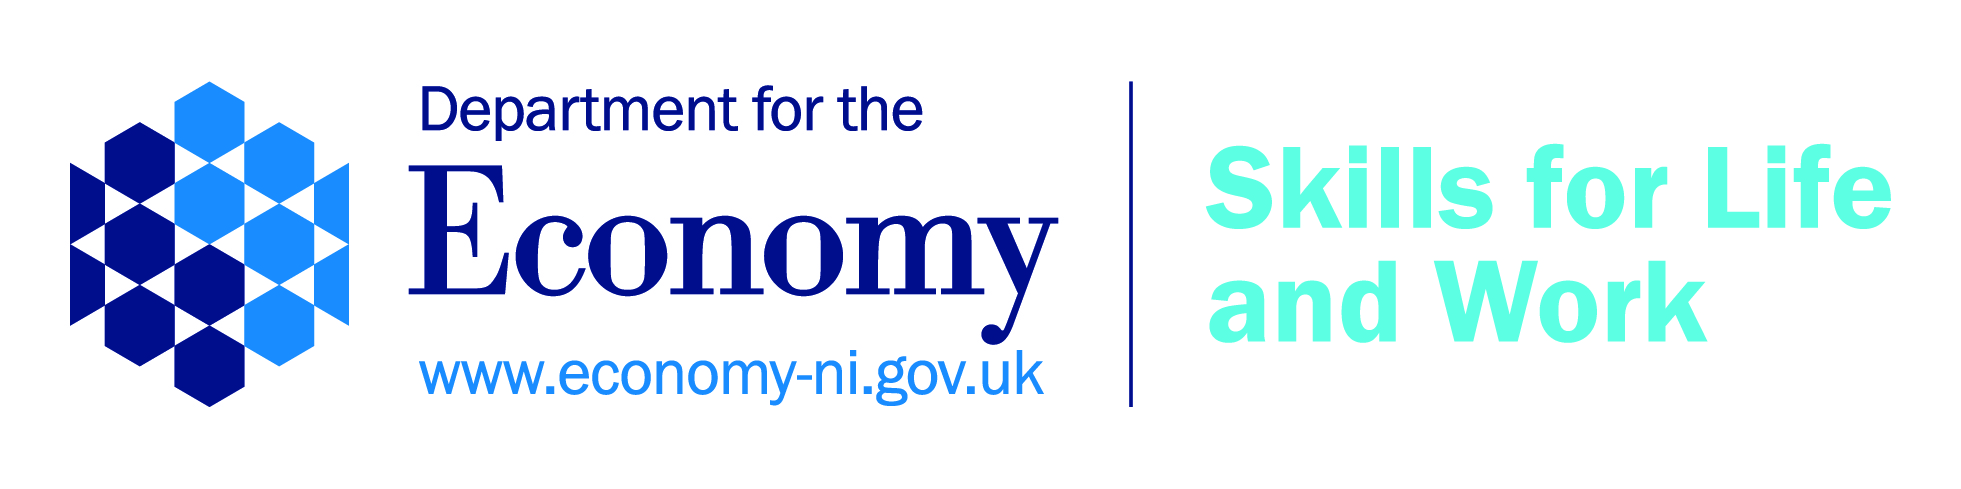 Department for the
Economy
www.economy-ni.gov.uk
Skills for Life
and Work